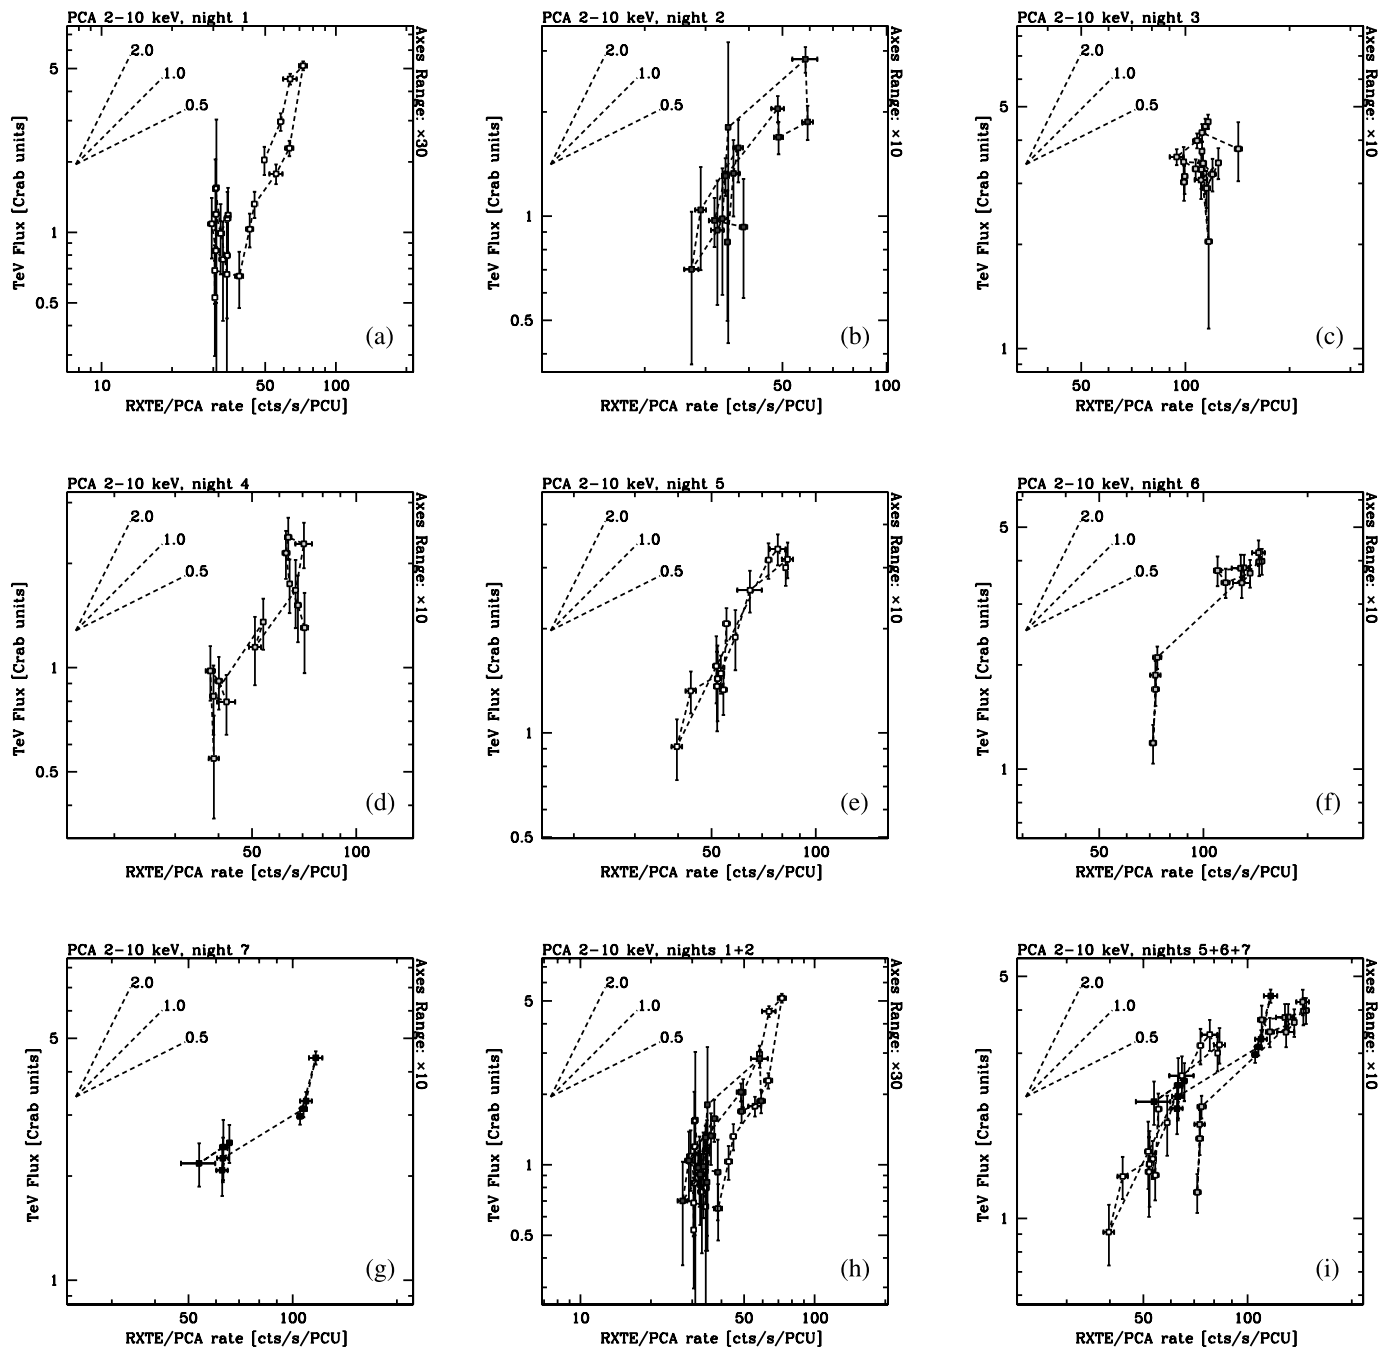 PCA 2-10 keV, night 1
Axes Range: ×30
TeV Flux [Crab units]
2.0
1.0
0.5
5
1
0.5
(a)
10 50 100
RXTE/PCA rate [cts/s/PCU]
PCA 2-10 keV, night 2
Axes Range: ×10
TeV Flux [Crab units]
2.0
1.0
0.5
1
0.5
(b)
50 100
RXTE/PCA rate [cts/s/PCU]
PCA 2-10 keV, night 3
Axes Range: ×10
TeV Flux [Crab units]
2.0
1.0
0.5
5
1
(c)
50 100
RXTE/PCA rate [cts/s/PCU]
PCA 2-10 keV, night 4
Axes Range: ×10
TeV Flux [Crab units]
2.0
1.0
0.5
1
0.5
(d)
50 100
RXTE/PCA rate [cts/s/PCU]
PCA 2-10 keV, night 5
Axes Range: ×10
TeV Flux [Crab units]
2.0
1.0
0.5
1
0.5
(e)
50 100
RXTE/PCA rate [cts/s/PCU]
PCA 2-10 keV, night 6
Axes Range: ×10
TeV Flux [Crab units]
2.0
1.0
0.5
5
1
(f)
50 100
RXTE/PCA rate [cts/s/PCU]
PCA 2-10 keV, night 7
Axes Range: ×10
TeV Flux [Crab units]
2.0
1.0
0.5
5
1
(g)
50 100
RXTE/PCA rate [cts/s/PCU]
PCA 2-10 keV, nights 1+2
Axes Range: ×30
TeV Flux [Crab units]
2.0
1.0
0.5
5
1
0.5
(h)
10 50 100
RXTE/PCA rate [cts/s/PCU]
PCA 2-10 keV, nights 5+6+7
Axes Range: ×10
TeV Flux [Crab units]
2.0
1.0
0.5
5
1
(i)
50 100
RXTE/PCA rate [cts/s/PCU]